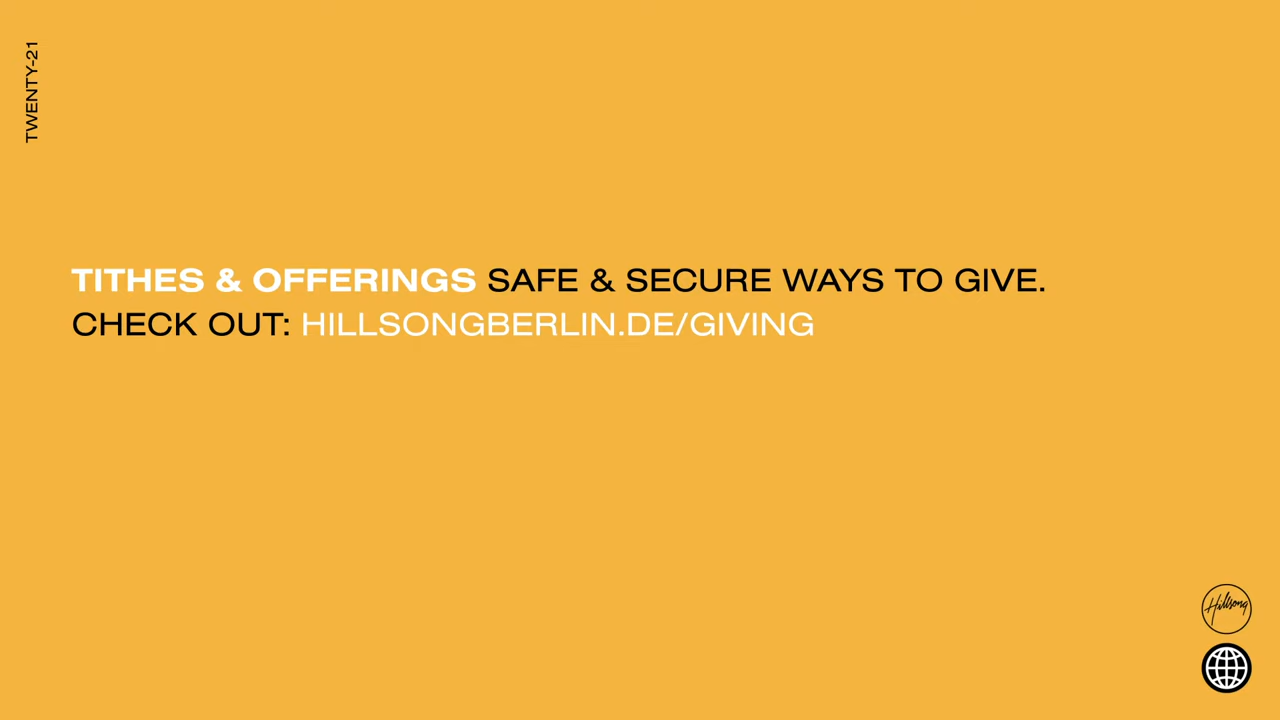 TWENTY-21
TITHES & OFFERINGS SAFE & SECURE WAYS TO GIVE.
CHECK OUT: HILLSONGBERLIN.DE/GIVING
Hillsong